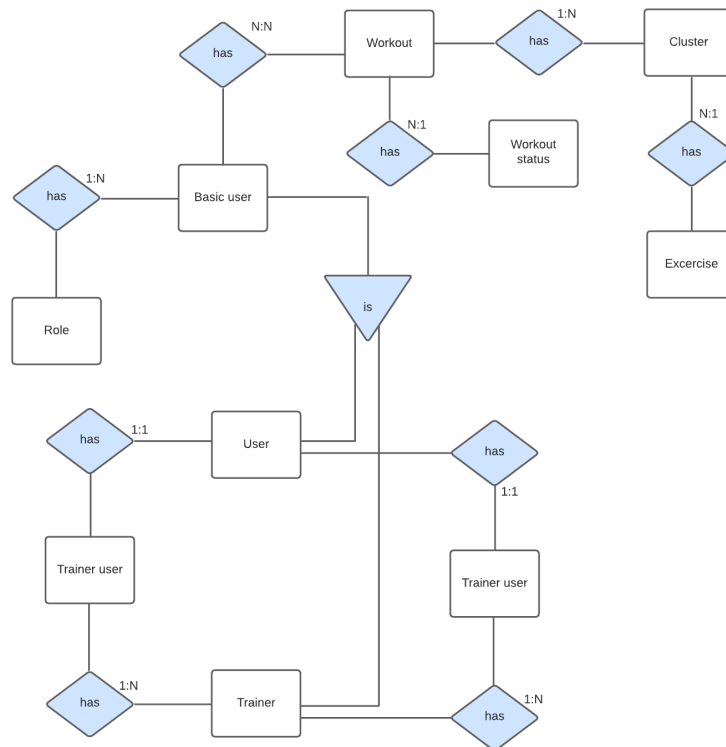 N:N
1:N
has
Workout
has
Cluster
N:1
N:1
has
Workout
status
has
1:N
has
Basic user
Excercise
is
Role
1:1
has
User
has
1:1
Trainer user
Trainer user
1:N
has
Trainer
1:N
has